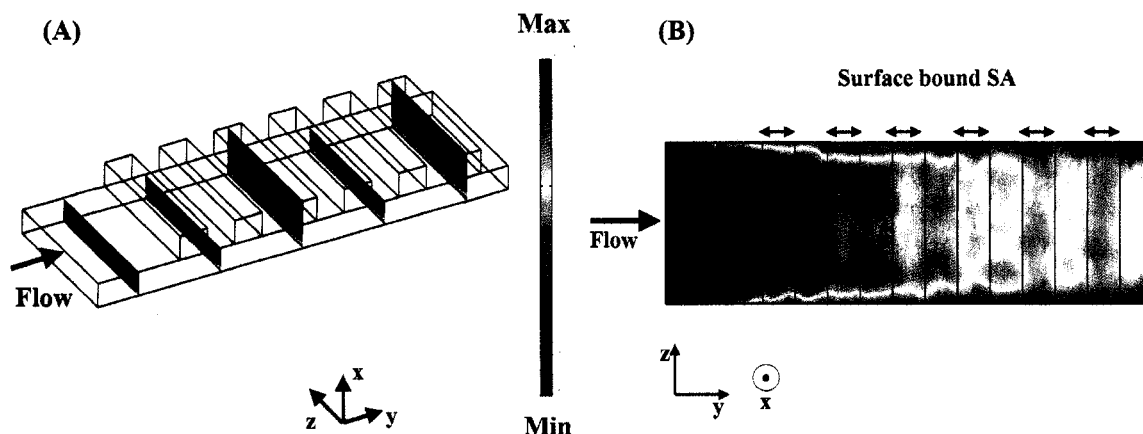 (A)
Flow
x
y
z
Max
Min
(B)
Surface bound SA
Flow
z
y
x